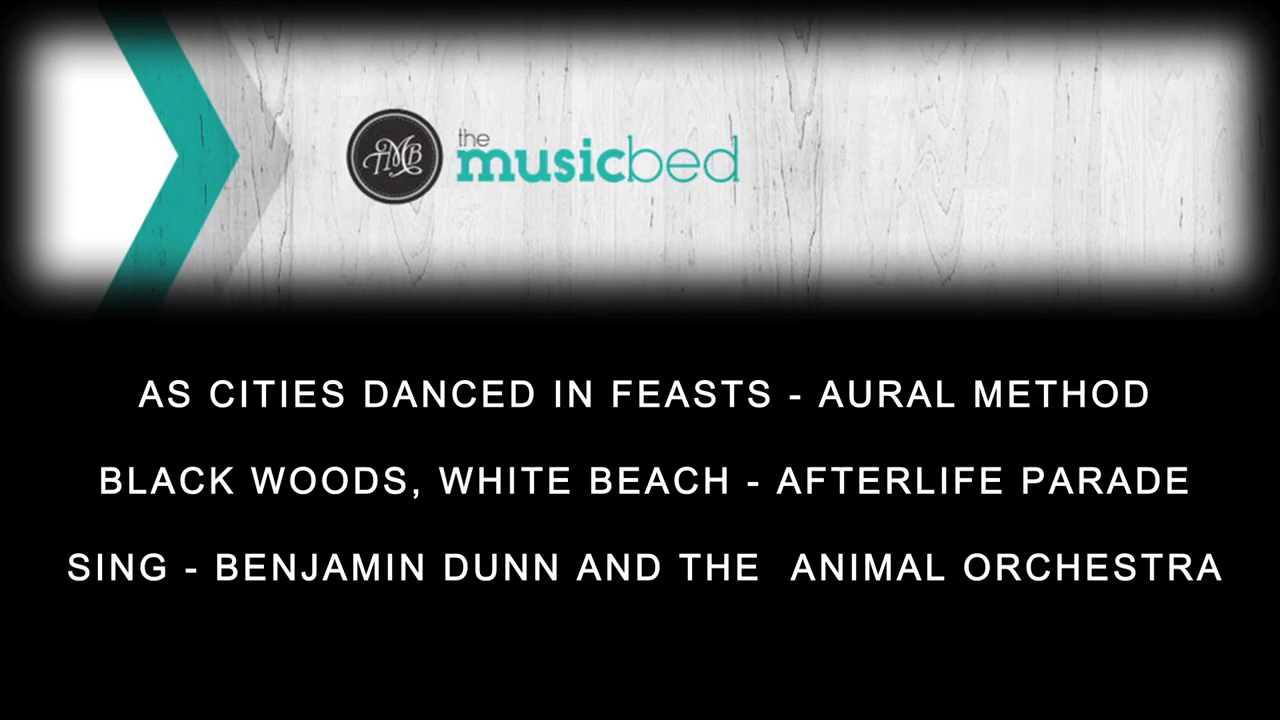 TMB
the
musicbed
AS CITIES DANCED IN FEASTS - AURAL METHOD
BLACK WOODS, WHITE BEACH - AFTERLIFE PARADE
SING - BENJAMIN DUNN AND THE  ANIMAL ORCHESTRA